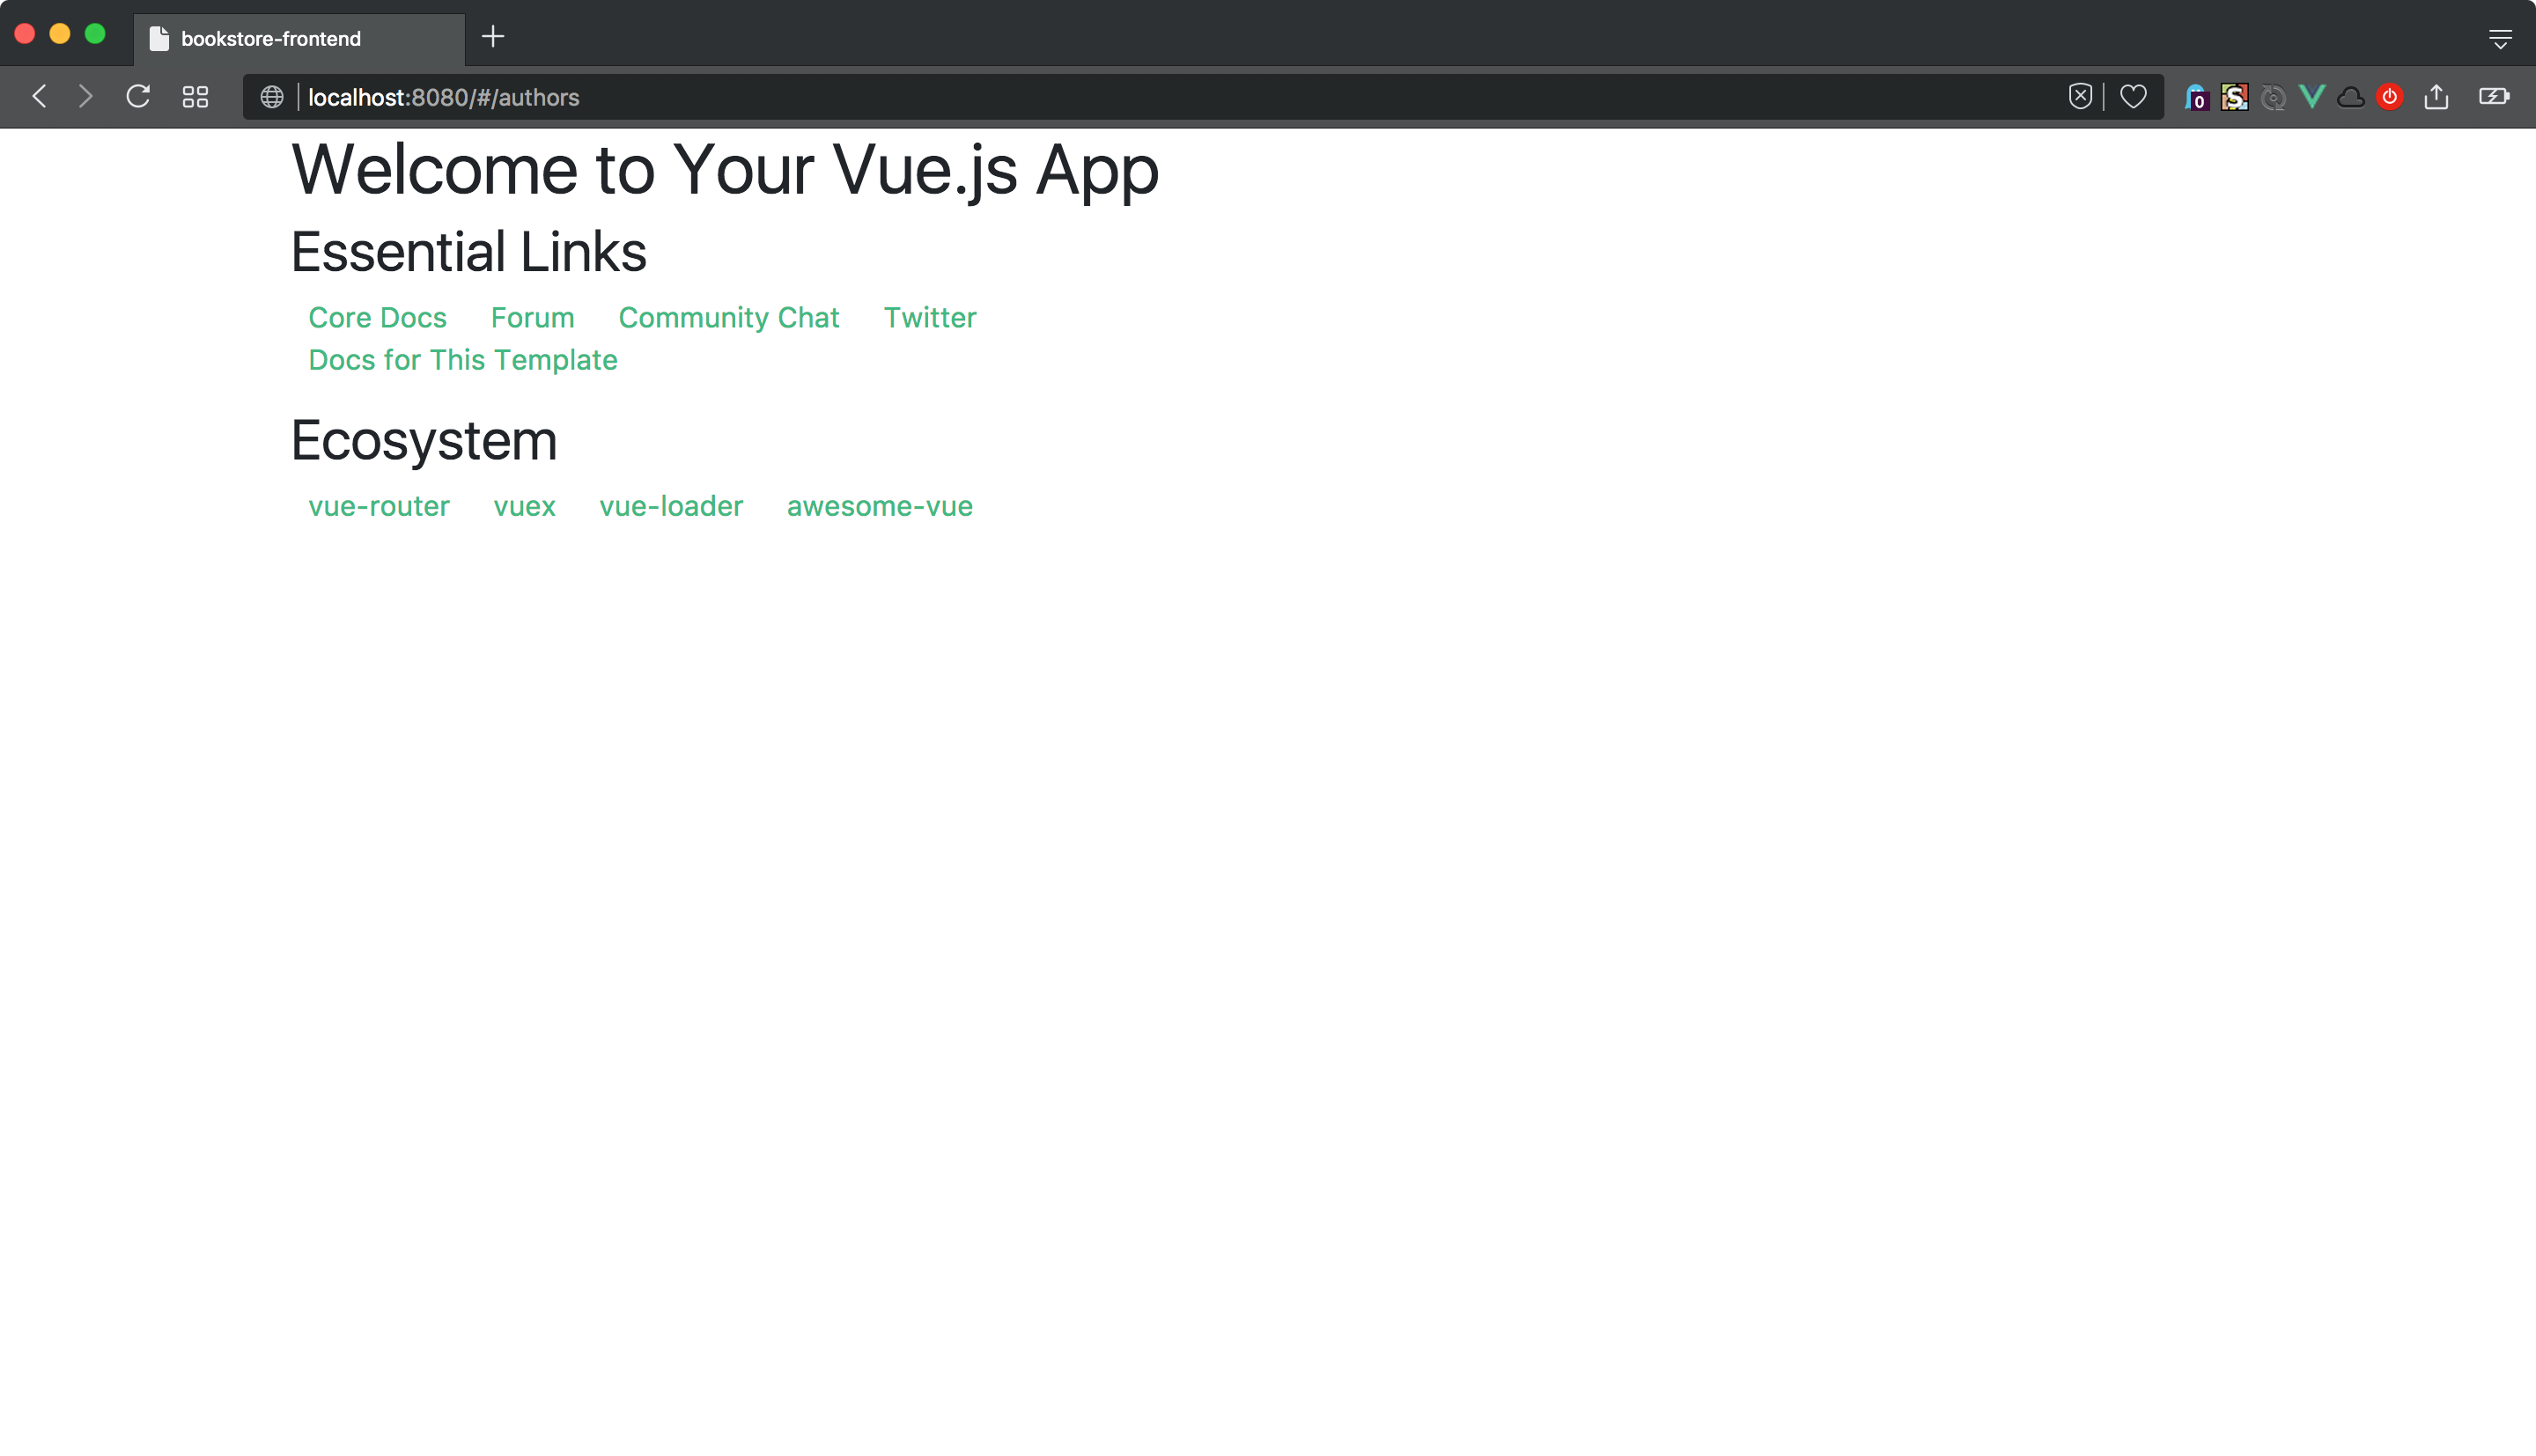 bookstore-frontend
localhost:8080/#/authors
0 S
Welcome to Your Vue.js App
Essential Links
Core Docs Forum Community Chat Twitter
Docs for This Template
Ecosystem
vue-router vuex vue-loader awesome-vue